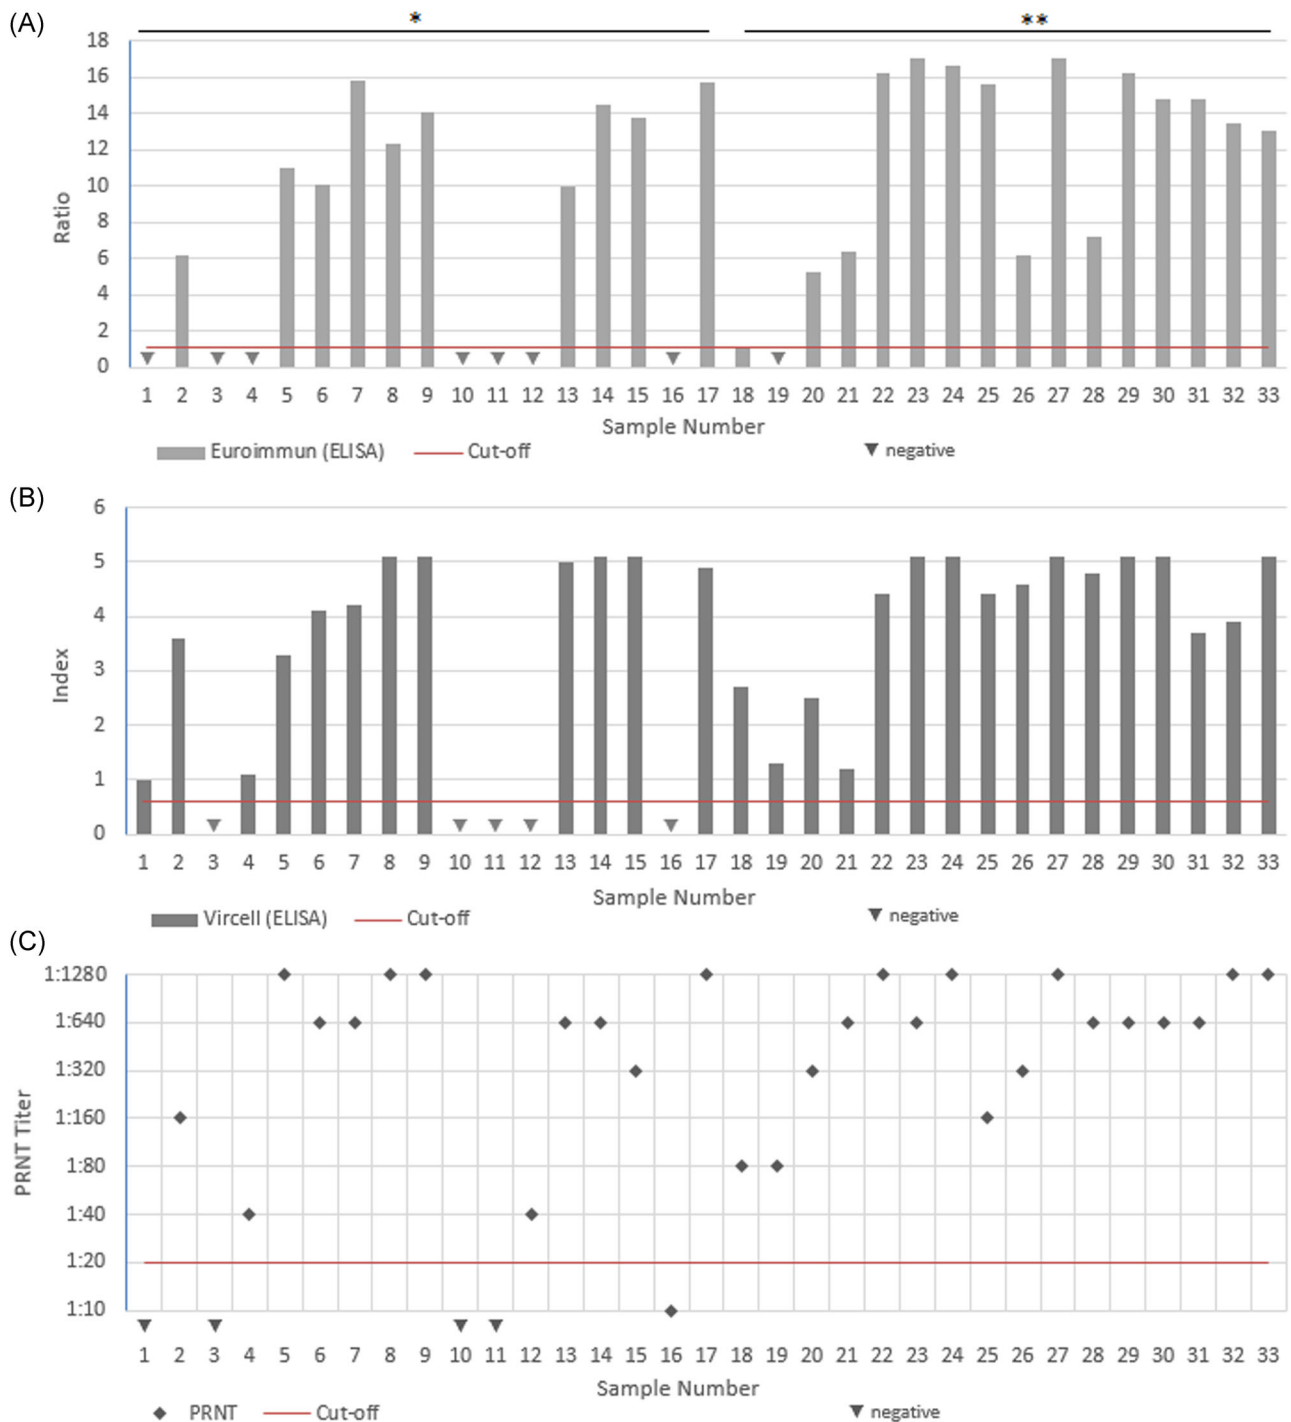 (A)
* **
18
16
14
12
10
8
6
4
2
0
Ratio
1 2 3 4 5 6 7 8 9 10 11 12 13 14 15 16 17 18 19 20 21 22 23 24 25 26 27 28 29 30 31 32 33
Sample Number
Euroimmun (ELISA) Cut-off negative
(B)
6
5
4
3
2
1
0
Index
1 2 3 4 5 6 7 8 9 10 11 12 13 14 15 16 17 18 19 20 21 22 23 24 25 26 27 28 29 30 31 32 33
Sample Number
Vircell (ELISA) Cut-off negative
(C)
1:1280
1:640
1:320
1:160
1:80
1:40
1:20
1:10
PRNT Titer
1 2 3 4 5 6 7 8 9 10 11 12 13 14 15 16 17 18 19 20 21 22 23 24 25 26 27 28 29 30 31 32 33
Sample Number
PRNT Cut-off negative